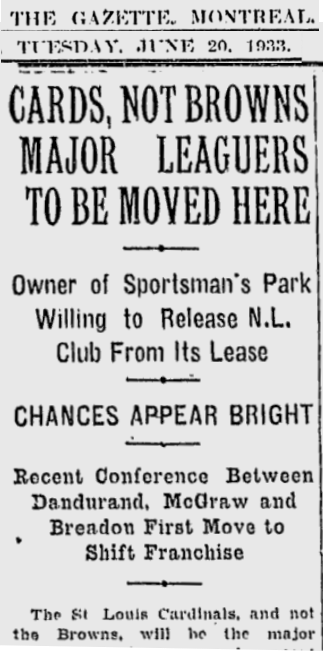 THE GAZETTE, MONTREAL,
TUESDAY, JUNE 20, 1933.
CARDS, NOT BROWNS
MAJOR LEAGUERS
TO BE MOVED HERE
Owner of Sportsman's Park
Willing to Release N.L.
Club From Its Lease
CHANCES APPEAR BRIGHT
Recent Conference Between
Dandurand, McGraw and
Breadon First Move to
Shift Franchise
The St Louis Cardinals, and not
the Browns, will be the major